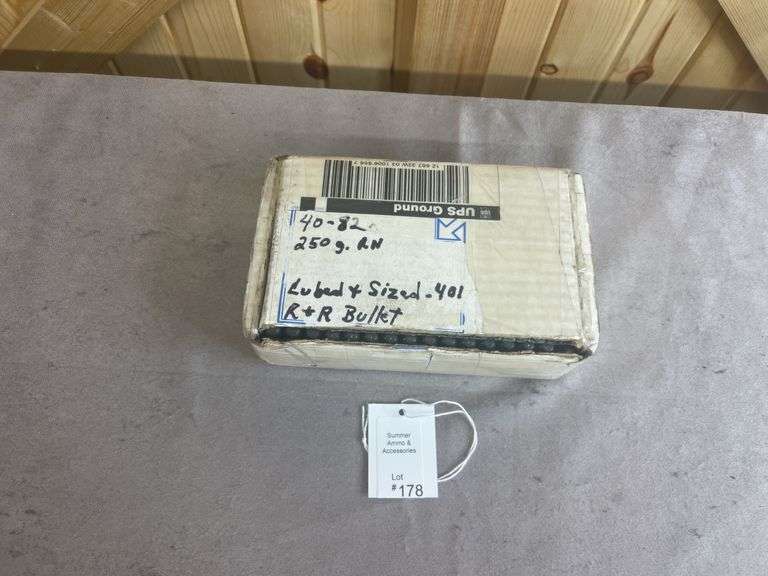 UPS Ground
40-82
250 g. RN
Lubed + Sized .401
R+R Bullet
Summer
Ammo &
Accessories
Lot
# 178